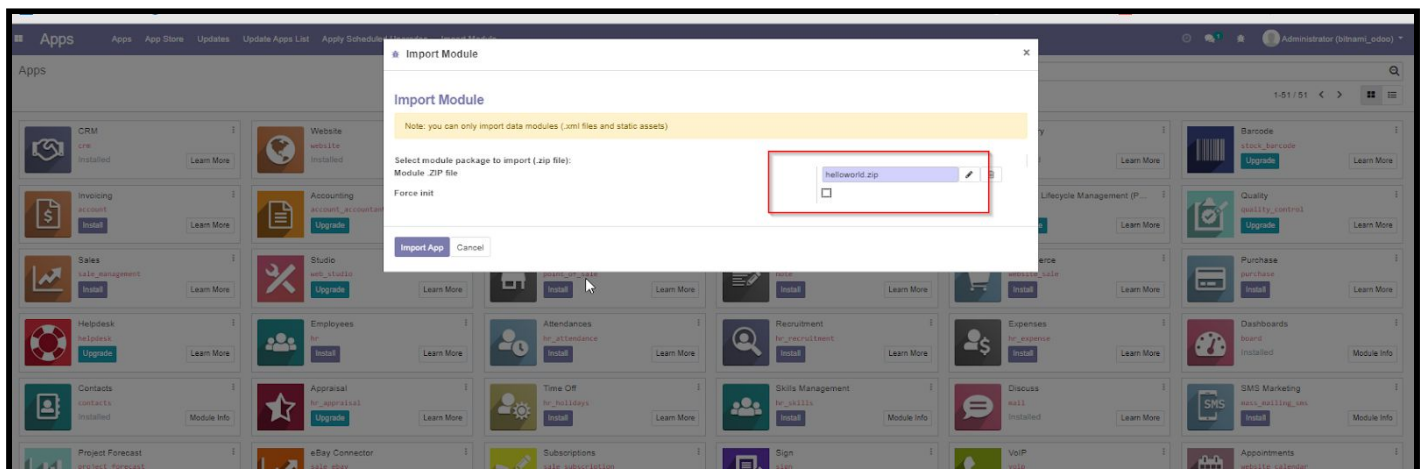 Apps Apps App Store Updates Update Apps List Apply Scheduled Upgrades Import Module Administrator (bitnami_odoo)
Apps
1-51 / 51
Import Module
Import Module
Note: you can only import data modules (.xml files and static assets)
Select module package to import (.zip file):
Module .ZIP file helloworld.zip
Force init
Import App Cancel
CRM
crm
Installed Learn More
Website
website
Installed
Learn More
Barcode
stock_barcode
Upgrade Learn More
Invoicing
account
Install Learn More
Accounting
account_accountant
Upgrade
Lifecycle Management (P...
Learn More
Quality
quality_control
Upgrade Learn More
Sales
sale_management
Install Learn More
Studio
web_studio
Upgrade Learn More
point_of_sale
Install Learn More
note
Install Learn More
website_sale
Install Learn More
Purchase
purchase
Install Learn More
Helpdesk
helpdesk
Upgrade Learn More
Employees
hr
Install Learn More
Attendances
hr_attendance
Install Learn More
Recruitment
hr_recruitment
Install Learn More
Expenses
hr_expense
Install Learn More
Dashboards
board
Installed Module Info
Contacts
contacts
Installed Module Info
Appraisal
hr_appraisal
Upgrade Learn More
Time Off
hr_holidays
Install Learn More
Skills Management
hr_skills
Install Module Info
Discuss
mail
Installed Learn More
SMS Marketing
mass_mailing_sms
SMS
Install Module Info
Project Forecast
project_forecast
eBay Connector
sale_ebay
Subscriptions
sale_subscription
Sign
sign
VoIP
voip
Appointments
website_calendar